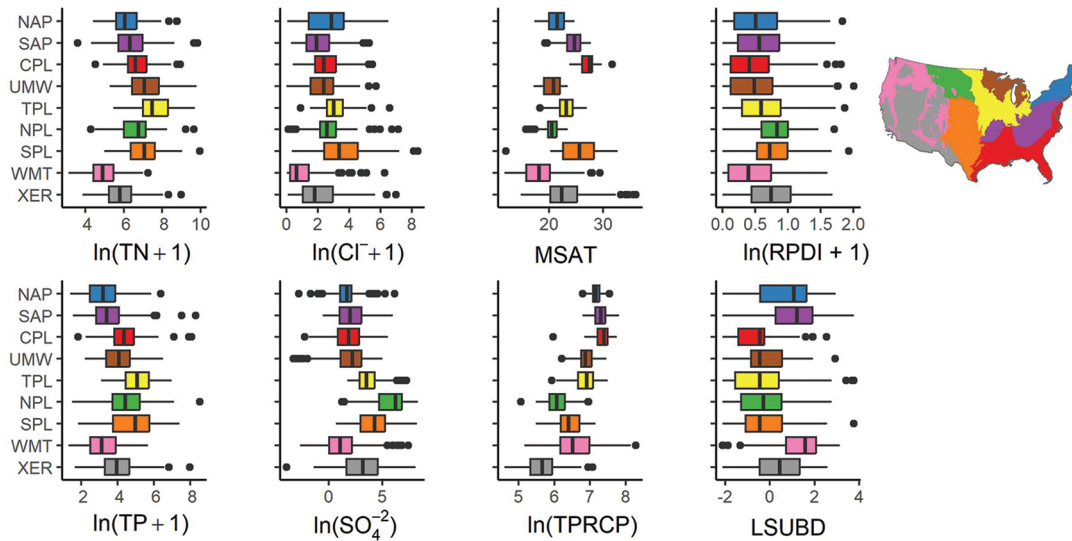 NAP
SAP
CPL
UMW
TPL
NPL
SPL
WMT
XER
4 6 8 10
ln(TN + 1)
0 2 4 6 8
ln(Cl⁻ + 1)
20 30
MSAT
0.0 0.5 1.0 1.5 2.0
ln(RPDI + 1)
NAP
SAP
CPL
UMW
TPL
NPL
SPL
WMT
XER
2 4 6 8
ln(TP + 1)
0 5
ln(SO₄⁻²)
5 6 7 8
ln(TPRCP)
-2 0 2 4
LSUBD